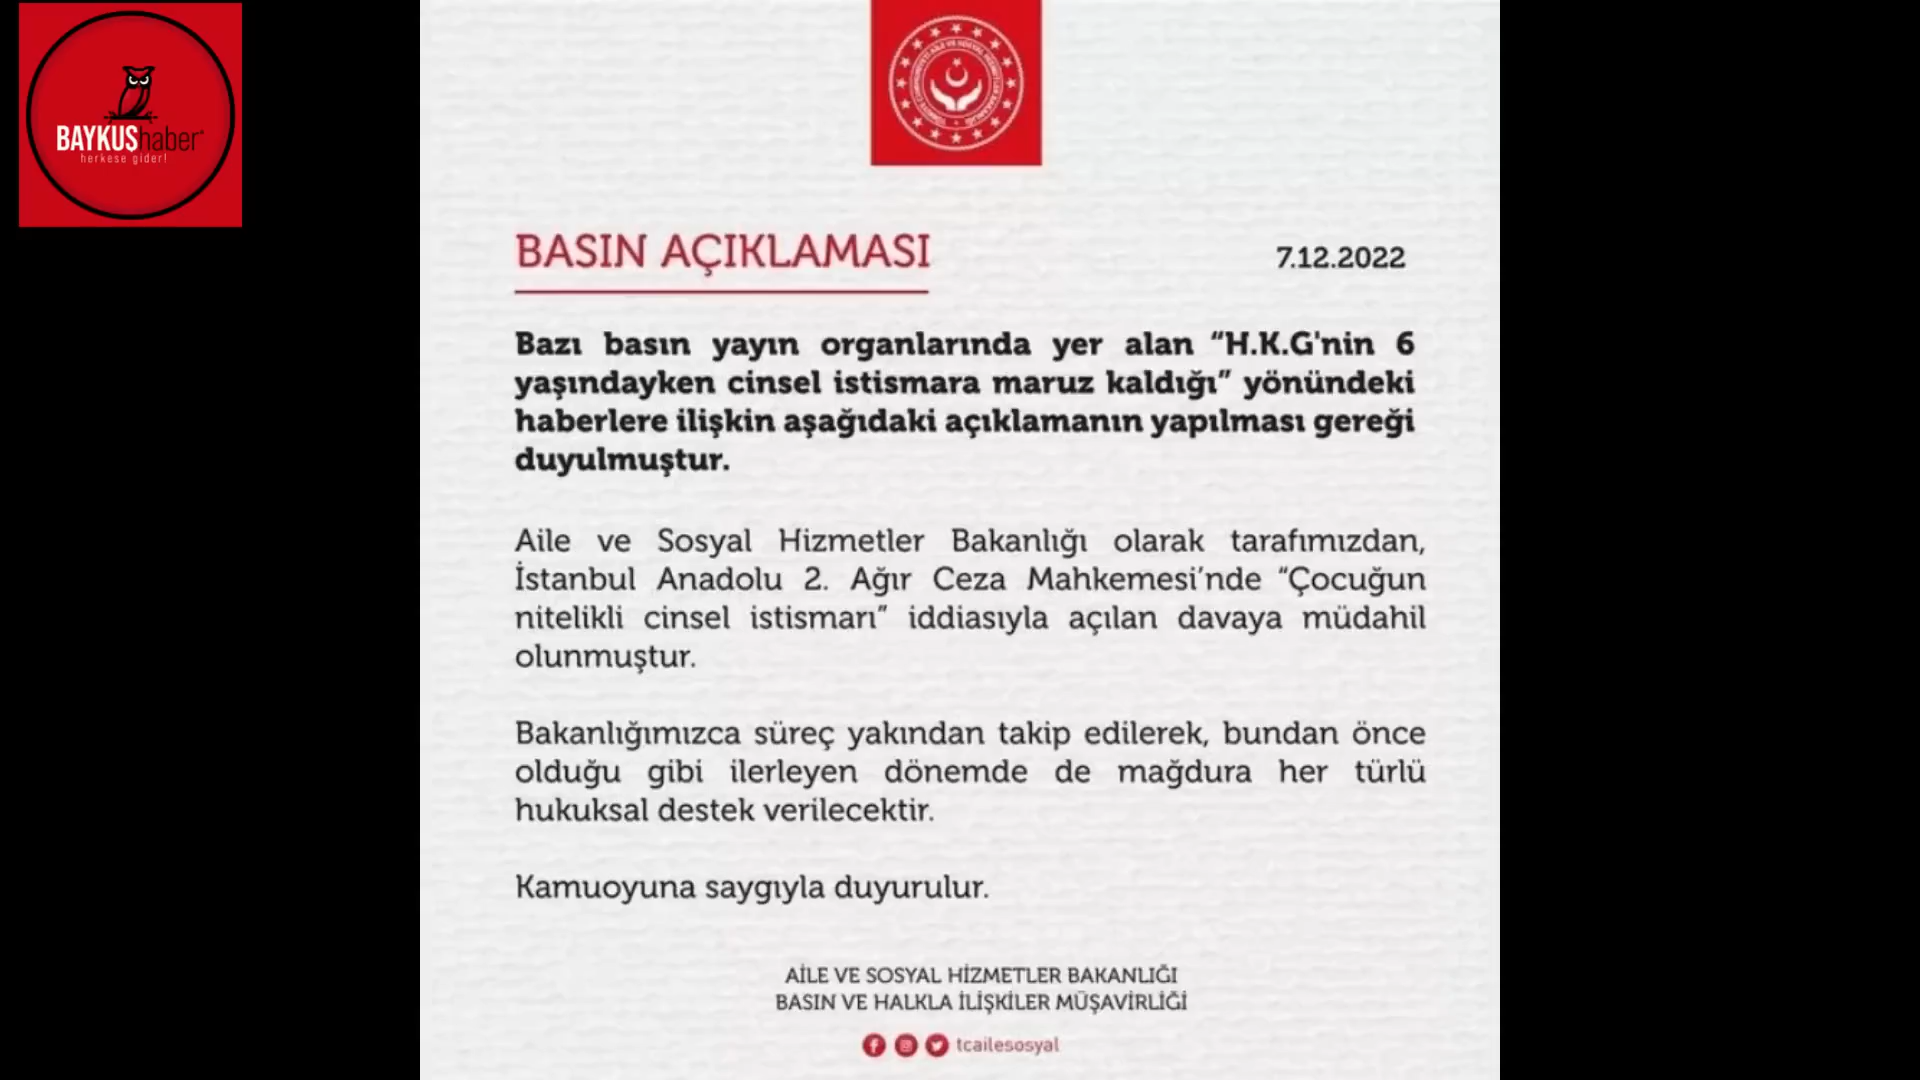 BAYKUŞhaber
herkese gider!
BASIN AÇIKLAMASI
7.12.2022
Bazı basın yayın organlarında yer alan “H.K.G'nin 6
yaşındayken cinsel istismara maruz kaldığı” yönündeki
haberlere ilişkin aşağıdaki açıklamanın yapılması gereği
duyulmuştur.
Aile ve Sosyal Hizmetler Bakanlığı olarak tarafımızdan,
İstanbul Anadolu 2. Ağır Ceza Mahkemesi’nde “Çocuğun
nitelikli cinsel istismarı” iddiasıyla açılan davaya müdahil
olunmuştur.
Bakanlığımızca süreç yakından takip edilerek, bundan önce
olduğu gibi ilerleyen dönemde de mağdura her türlü
hukuksal destek verilecektir.
Kamuoyuna saygıyla duyurulur.
AİLE VE SOSYAL HİZMETLER BAKANLIĞI
BASIN VE HALKLA İLİŞKİLER MÜŞAVİRLİĞİ
tcailesosyal